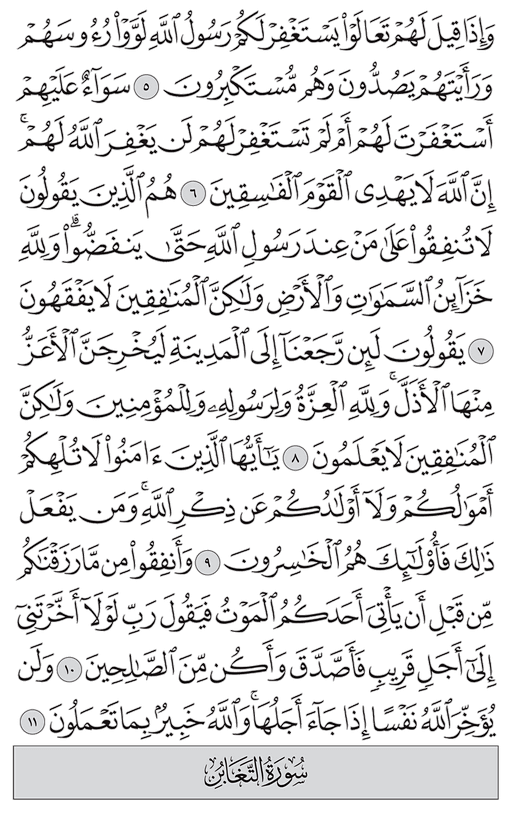 وَإِذَا قِيلَ لَهُمْ تَعَالَوْا۟ يَسْتَغْفِرْ لَكُمْ رَسُولُ ٱللَّهِ لَوَّوْا۟ رُءُوسَهُمْ
وَرَأَيْتَهُمْ يَصُدُّونَ وَهُم مُّسْتَكْبِرُونَ ٥ سَوَآءٌ عَلَيْهِمْ
أَسْتَغْفَرْتَ لَهُمْ أَمْ لَمْ تَسْتَغْفِرْ لَهُمْ لَن يَغْفِرَ ٱللَّهُ لَهُمْ ۚ
إِنَّ ٱللَّهَ لَا يَهْدِى ٱلْقَوْمَ ٱلْفَـٰسِقِينَ ٦ هُمُ ٱلَّذِينَ يَقُولُونَ
لَا تُنفِقُوا۟ عَلَىٰ مَنْ عِندَ رَسُولِ ٱللَّهِ حَتَّىٰ يَنفَضُّوا۟ ۗ وَلِلَّهِ
خَزَآئِنُ ٱلسَّمَـٰوَٰتِ وَٱلْأَرْضِ وَلَـٰكِنَّ ٱلْمُنَـٰفِقِينَ لَا يَفْقَهُونَ
٧ يَقُولُونَ لَئِن رَّجَعْنَآ إِلَى ٱلْمَدِينَةِ لَيُخْرِجَنَّ ٱلْأَعَزُّ
مِنْهَا ٱلْأَذَلَّ ۚ وَلِلَّهِ ٱلْعِزَّةُ وَلِرَسُولِهِۦ وَلِلْمُؤْمِنِينَ وَلَـٰكِنَّ
ٱلْمُنَـٰفِقِينَ لَا يَعْلَمُونَ ٨ يَـٰٓأَيُّهَا ٱلَّذِينَ ءَامَنُوا۟ لَا تُلْهِكُمْ
أَمْوَٰلُكُمْ وَلَآ أَوْلَـٰدُكُمْ عَن ذِكْرِ ٱللَّهِ ۚ وَمَن يَفْعَلْ
ذَٰلِكَ فَأُو۟لَـٰٓئِكَ هُمُ ٱلْخَـٰسِرُونَ ٩ وَأَنفِقُوا۟ مِن مَّا رَزَقْنَـٰكُم
مِّن قَبْلِ أَن يَأْتِىَ أَحَدَكُمُ ٱلْمَوْتُ فَيَقُولَ رَبِّ لَوْلَآ أَخَّرْتَنِىٓ
إِلَىٰٓ أَجَلٍ قَرِيبٍ فَأَصَّدَّقَ وَأَكُن مِّنَ ٱلصَّـٰلِحِينَ ١٠ وَلَن
يُؤَخِّرَ ٱللَّهُ نَفْسًا إِذَا جَآءَ أَجَلُهَا ۚ وَٱللَّهُ خَبِيرٌۢ بِمَا تَعْمَلُونَ ١١
سُورَةُ ٱلتَّغَابُنِ